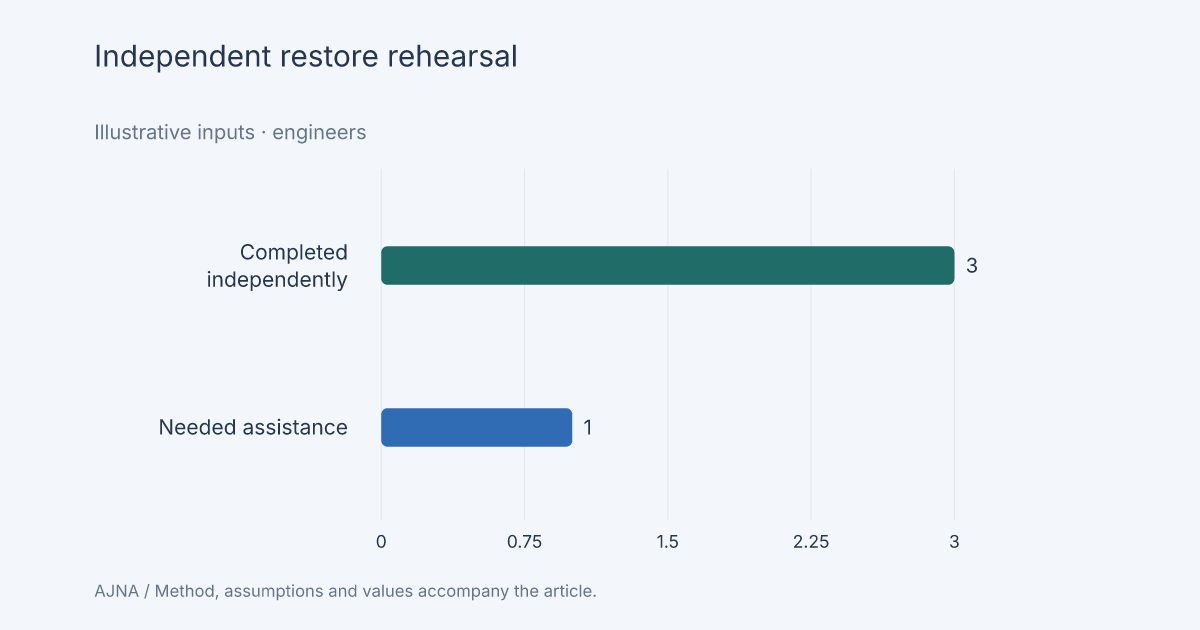 Independent restore rehearsal
Illustrative inputs · engineers
Completed
independently
3
Needed assistance
1
0
0.75
1.5
2.25
3
AJNA / Method, assumptions and values accompany the article.